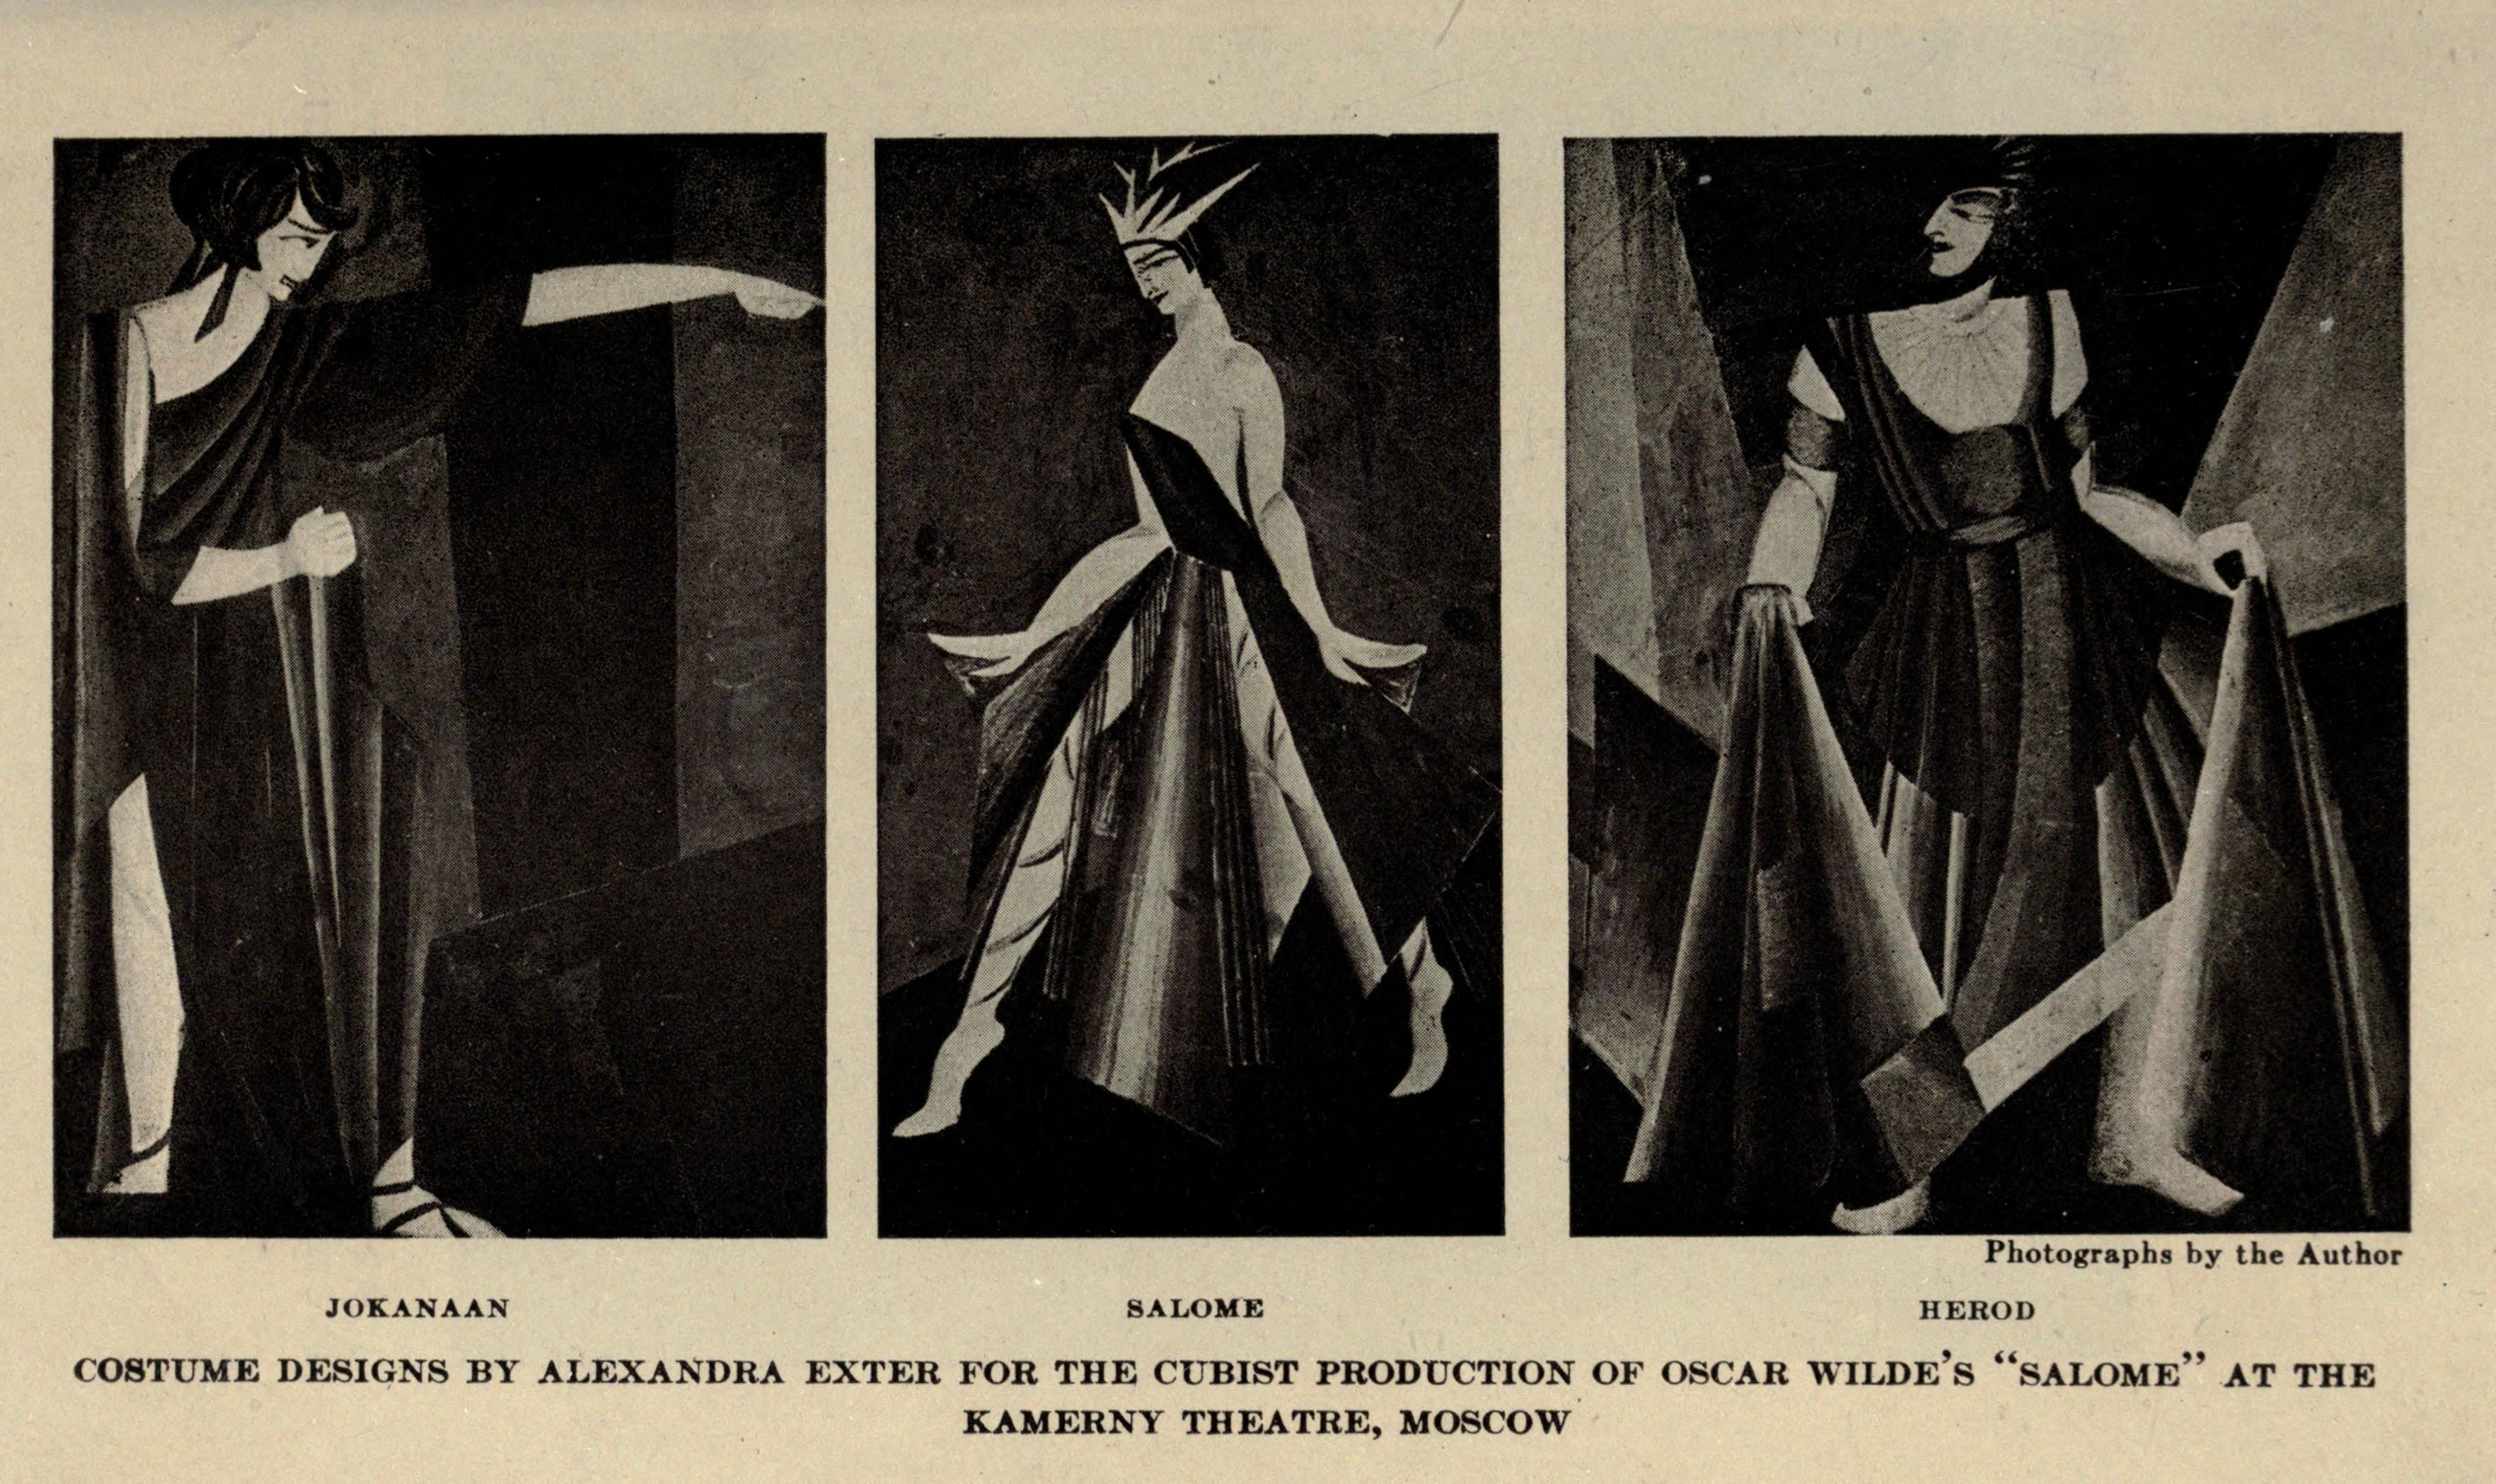 Photographs by the Author
JOKANAAN
SALOME
HEROD
COSTUME DESIGNS BY ALEXANDRA EXTER FOR THE CUBIST PRODUCTION OF OSCAR WILDE'S “SALOME” AT THE
KAMERNY THEATRE, MOSCOW